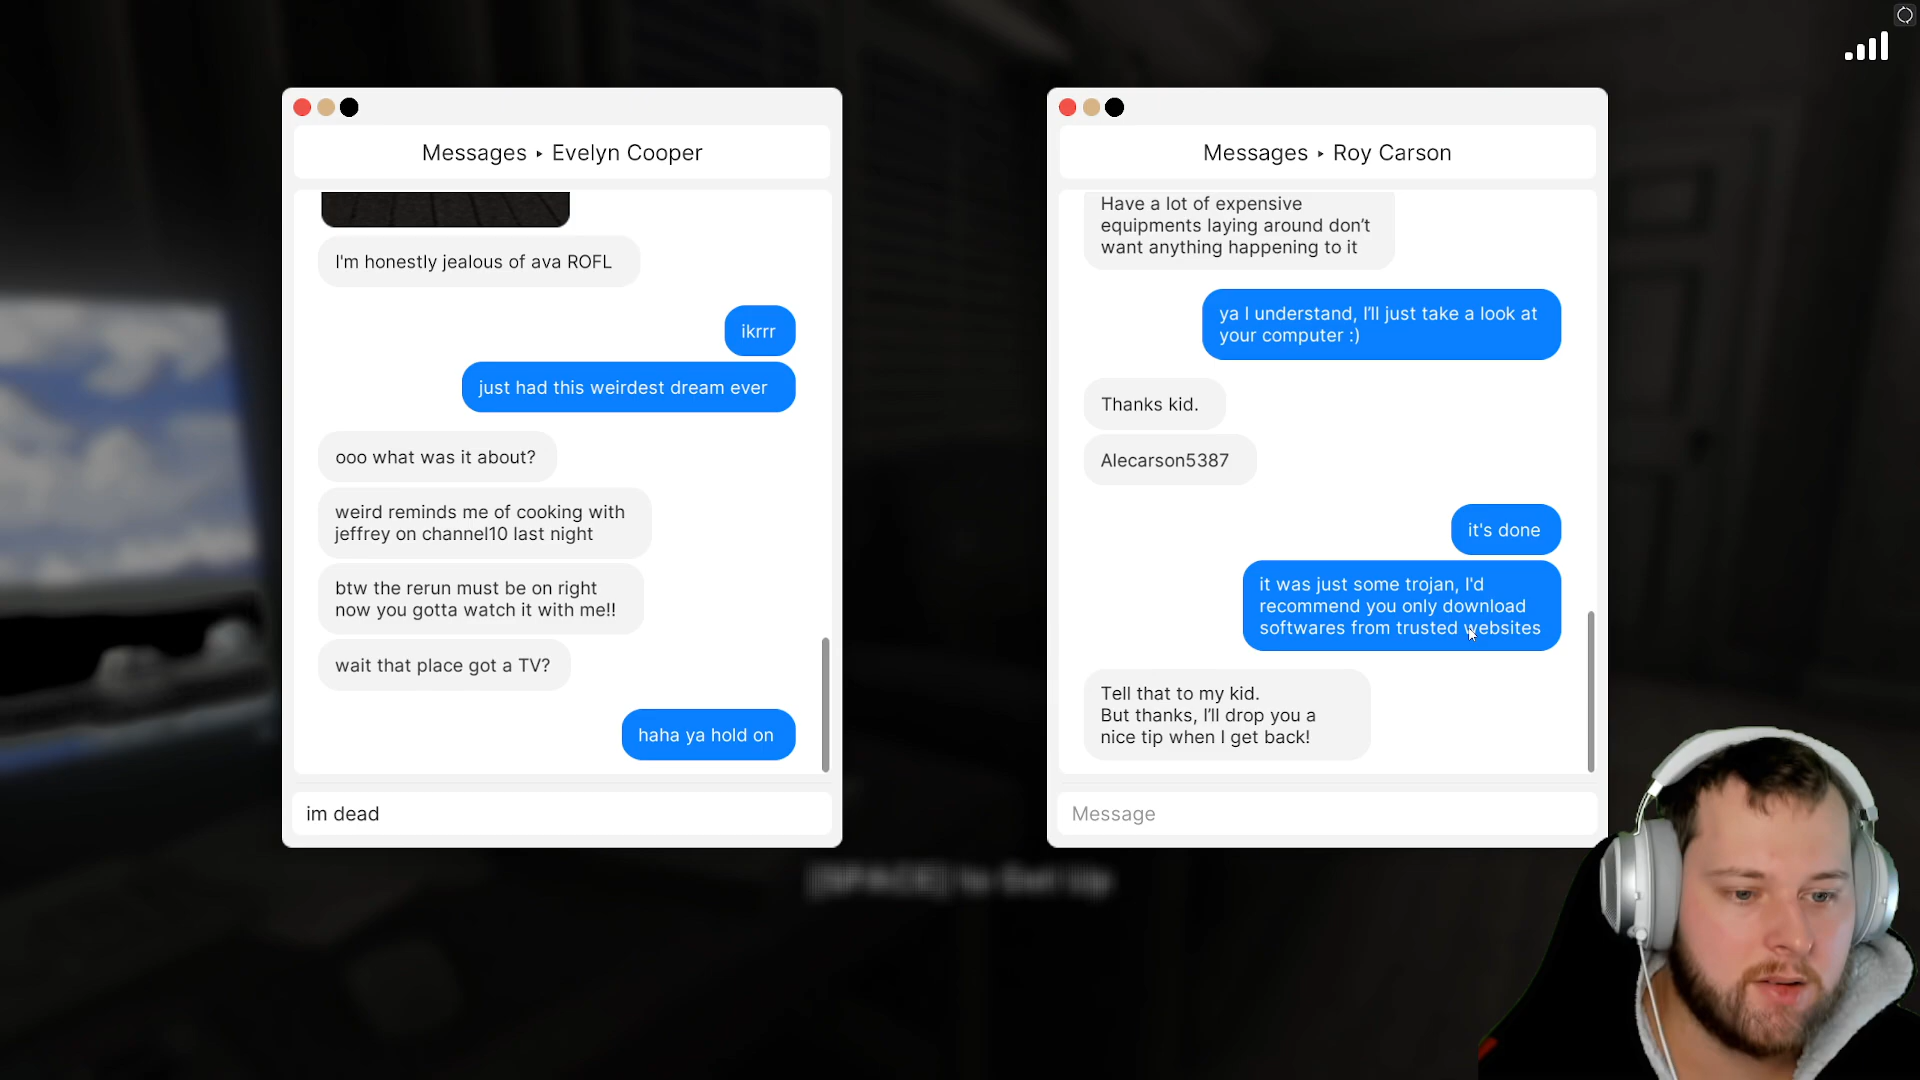 Messages ▸ Evelyn Cooper
I'm honestly jealous of ava ROFL
ikrrr
just had this weirdest dream ever
ooo what was it about?
weird reminds me of cooking with
jeffrey on channel10 last night
btw the rerun must be on right
now you gotta watch it with me!!
wait that place got a TV?
haha ya hold on
im dead
Messages ▸ Roy Carson
Have a lot of expensive
equipments laying around don't
want anything happening to it
ya I understand, I'll just take a look at
your computer :)
Thanks kid.
Alecarson5387
it's done
it was just some trojan, I'd
recommend you only download
softwares from trusted websites
Tell that to my kid.
But thanks, I'll drop you a
nice tip when I get back!
Message
[SPACE] to Get Up